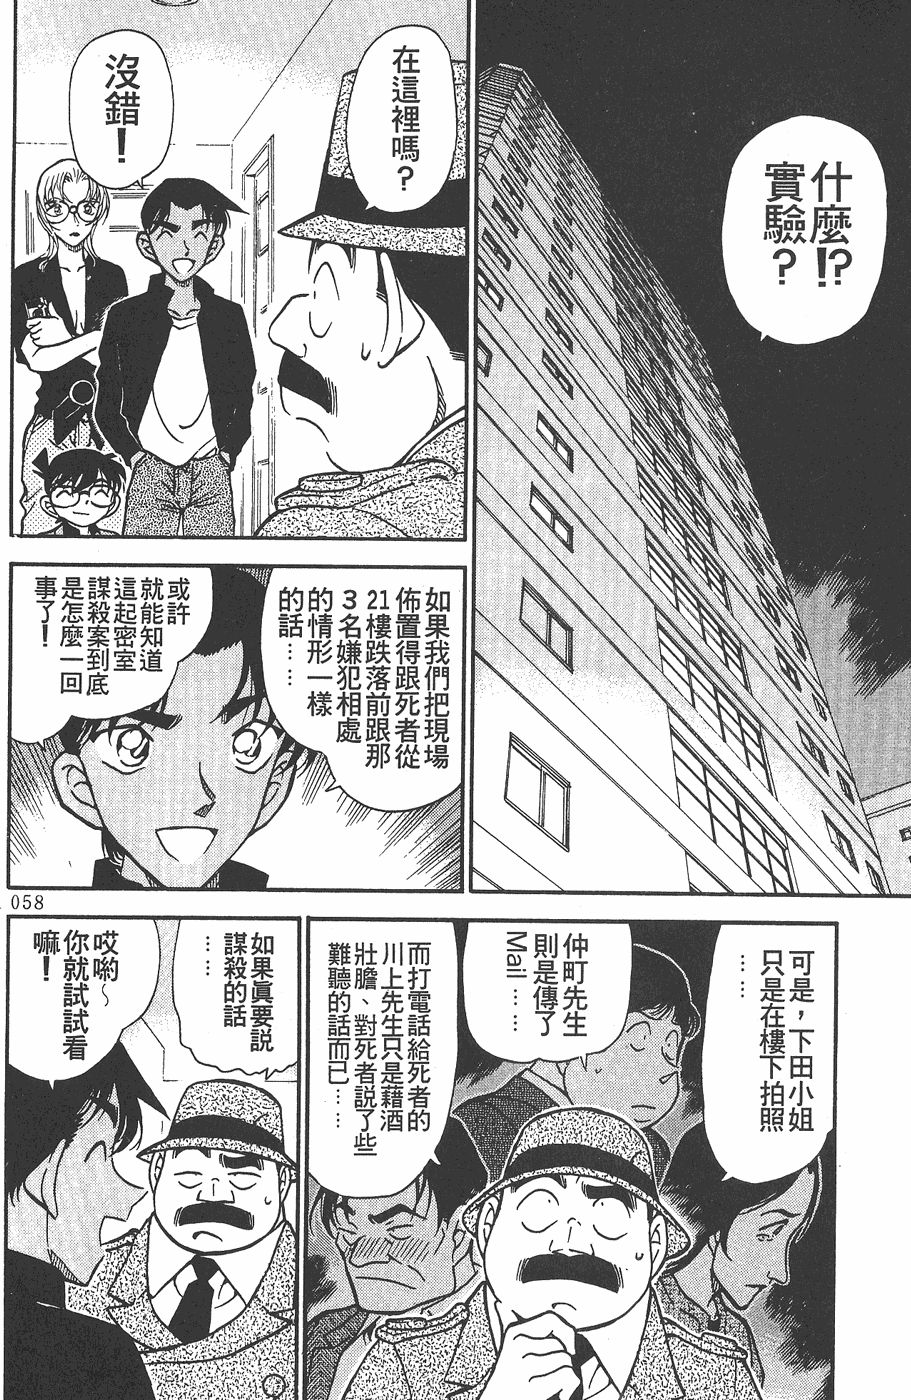 什麼!?
實驗？
在這裡嗎？
沒錯！
如果我們把現場
佈置得跟死者從
21樓跌落前跟那
３名嫌犯相處
的情形一樣
的話……
或許
就能知道
這起密室
謀殺案到底
是怎麼一回
事了！
058
可是，下田小姐
只是在樓下拍照
……
仲町先生
則是傳了
Mail……
而打電話給死者的
川上先生只是藉酒
壯膽、對死者說了些
難聽的話而已……
如果真要說
謀殺的話
……
哎喲~
你就試試看
嘛！